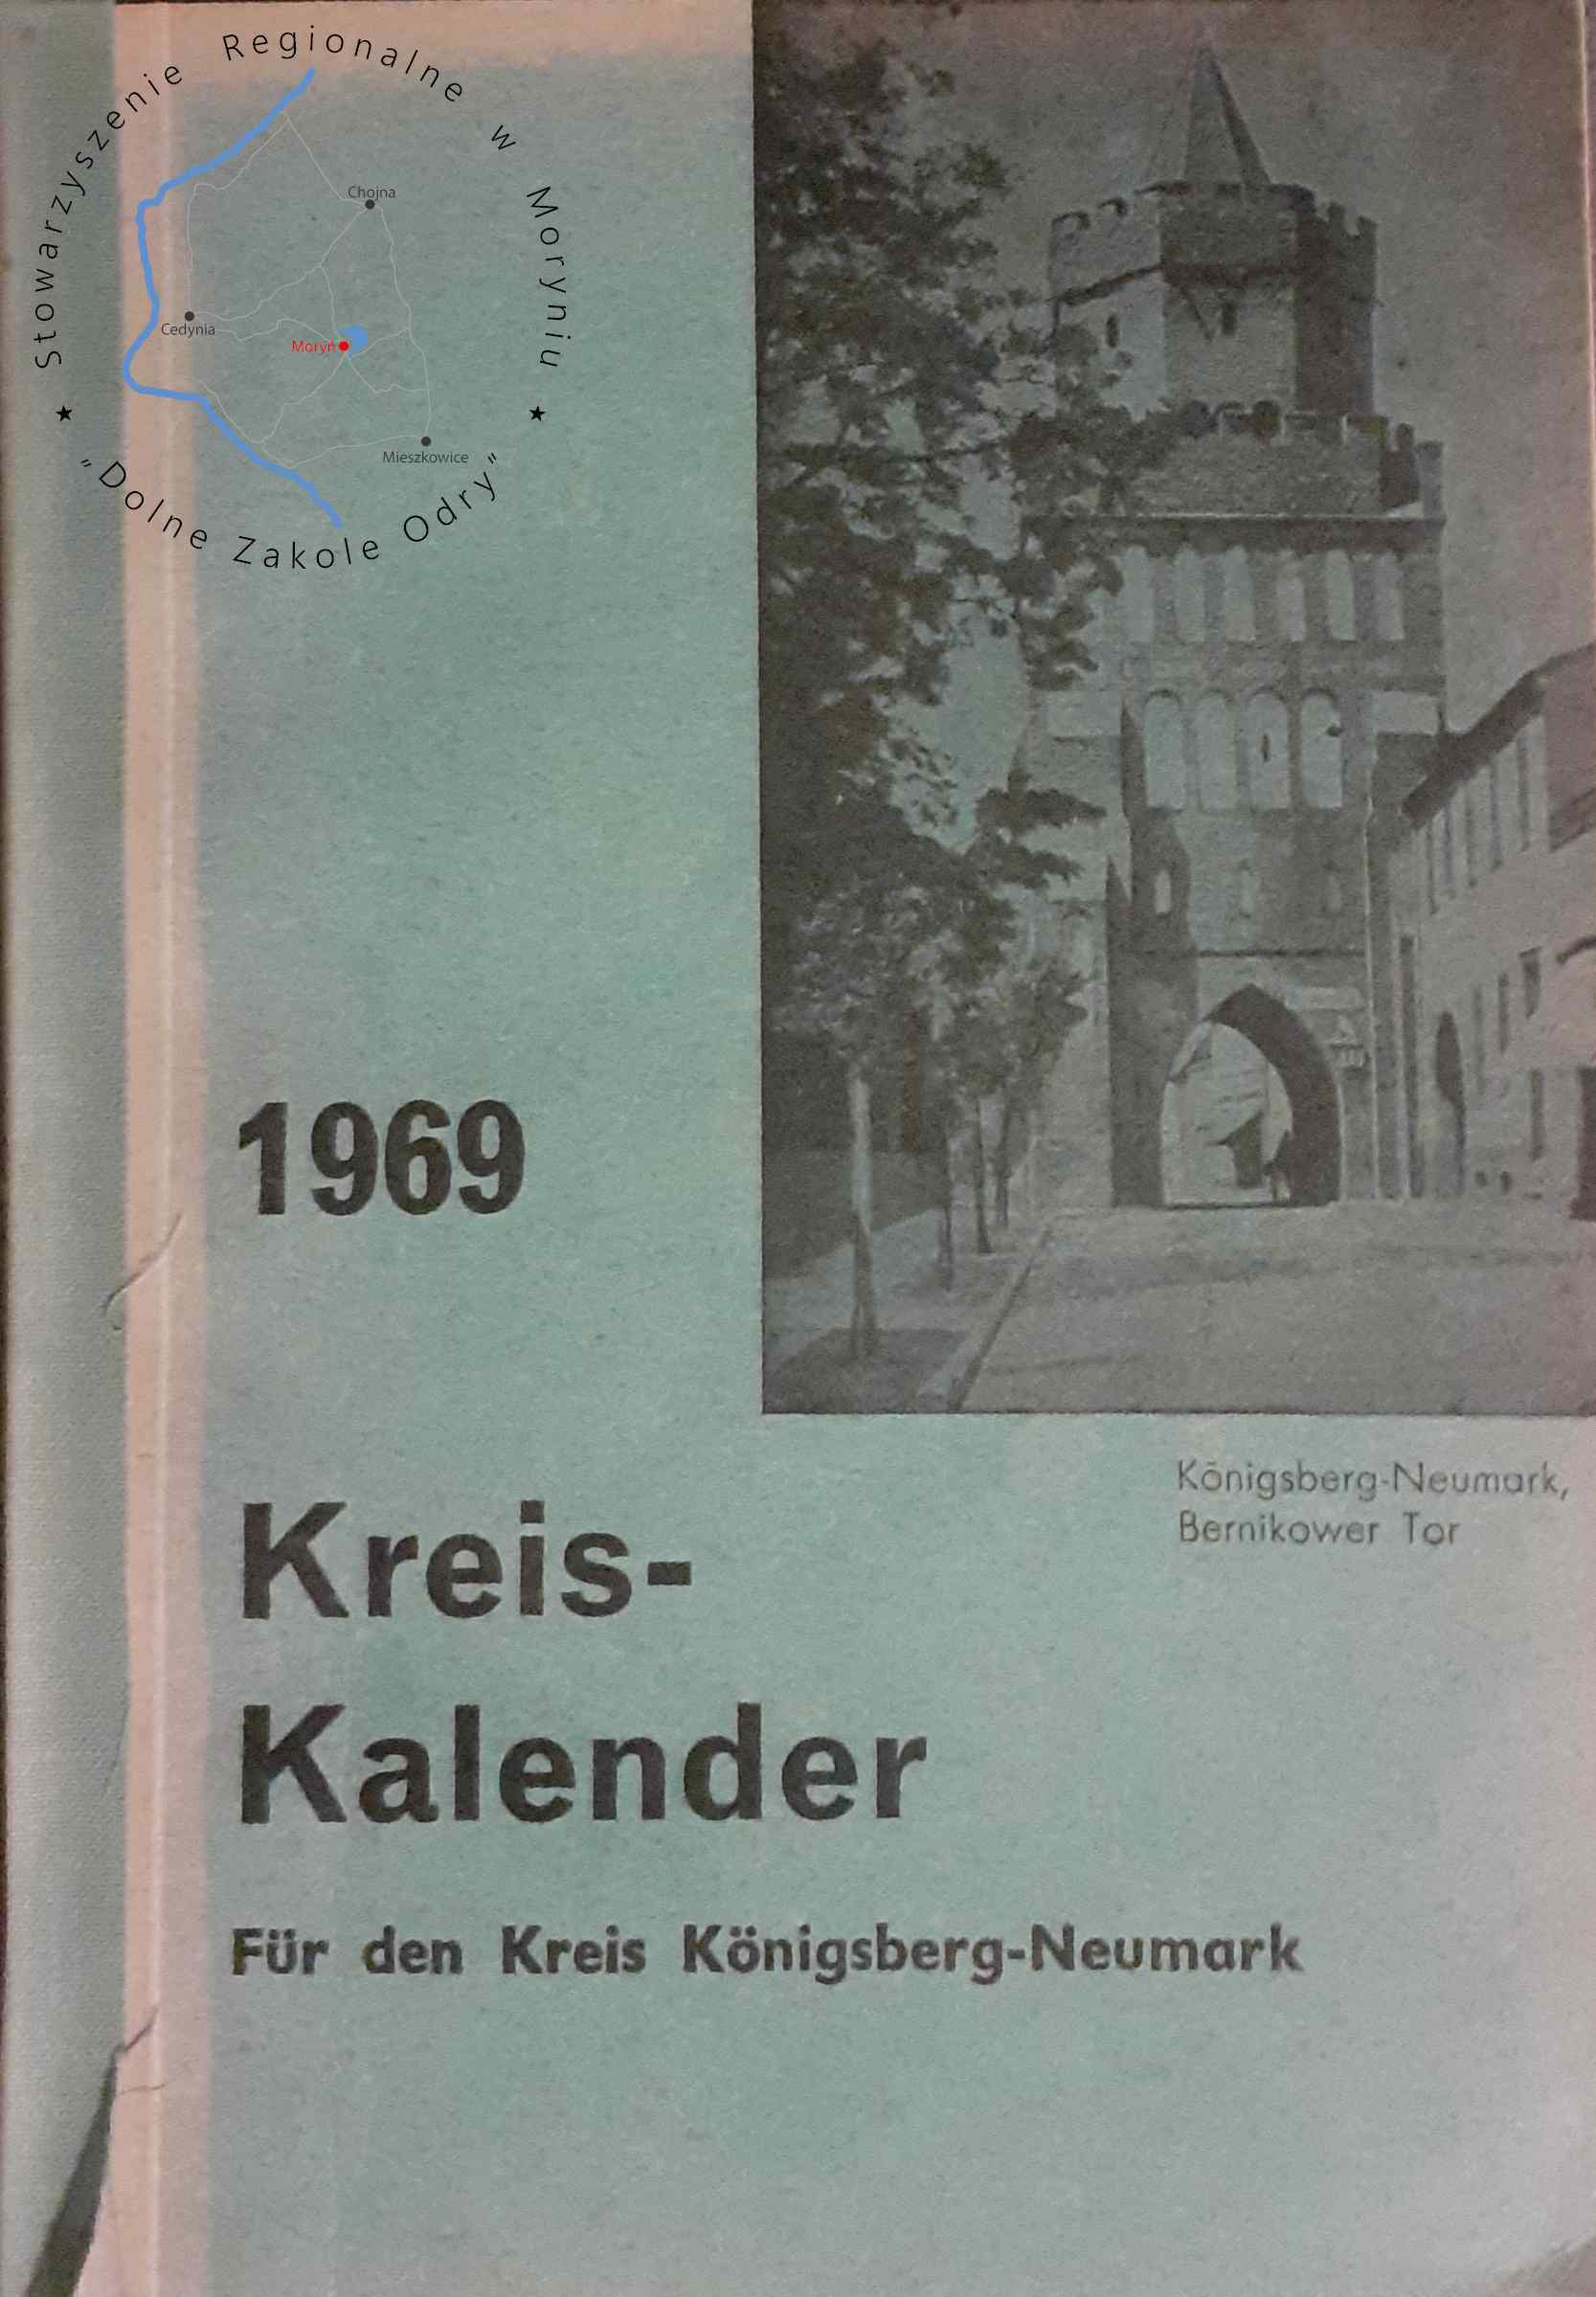 Stowarzyszenie Regionalne w Moryniu
★ ★
„Dolne Zakole Odry”
Chojna
Cedynia
Moryń
Mieszkowice
1969
Königsberg-Neumark,
Bernikower Tor
Kreis-
Kalender
Für den Kreis Königsberg-Neumark